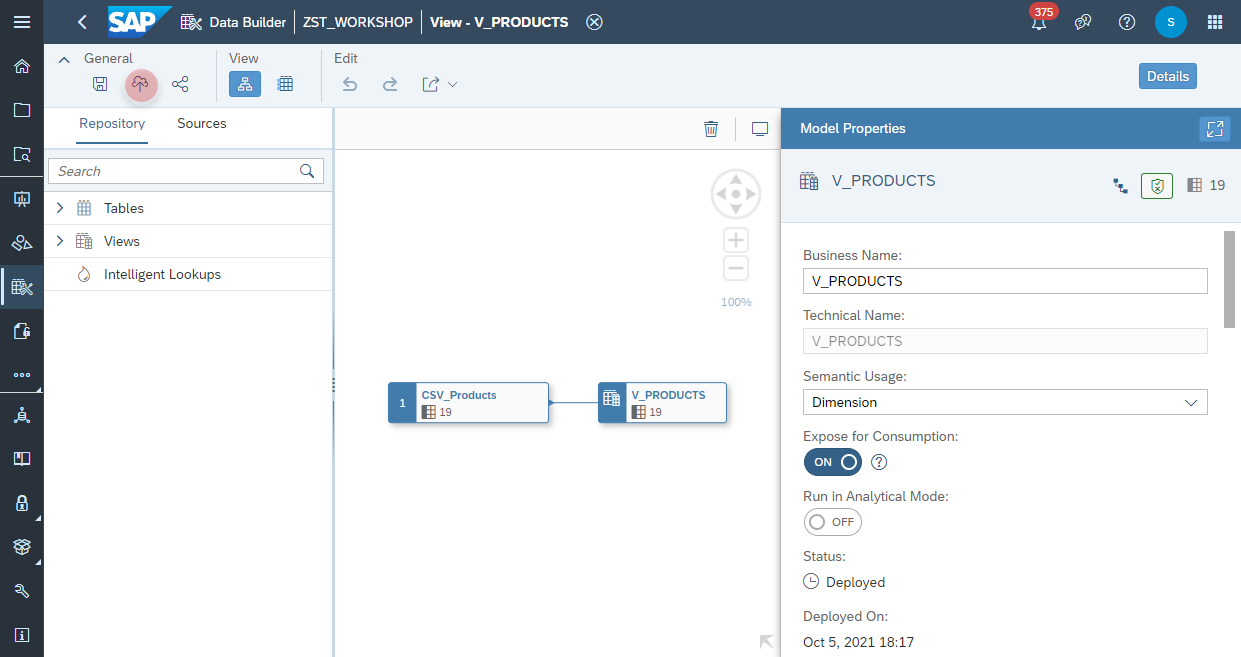 SAP Data Builder ZST_WORKSHOP View - V_PRODUCTS 375 S
General View Edit
Details
Repository Sources
Search
Tables
Views
Intelligent Lookups
100%
1 CSV_Products 19
V_PRODUCTS 19
Model Properties
V_PRODUCTS 19
Business Name:
V_PRODUCTS
Technical Name:
V_PRODUCTS
Semantic Usage:
Dimension
Expose for Consumption:
ON
Run in Analytical Mode:
OFF
Status:
Deployed
Deployed On:
Oct 5, 2021 18:17